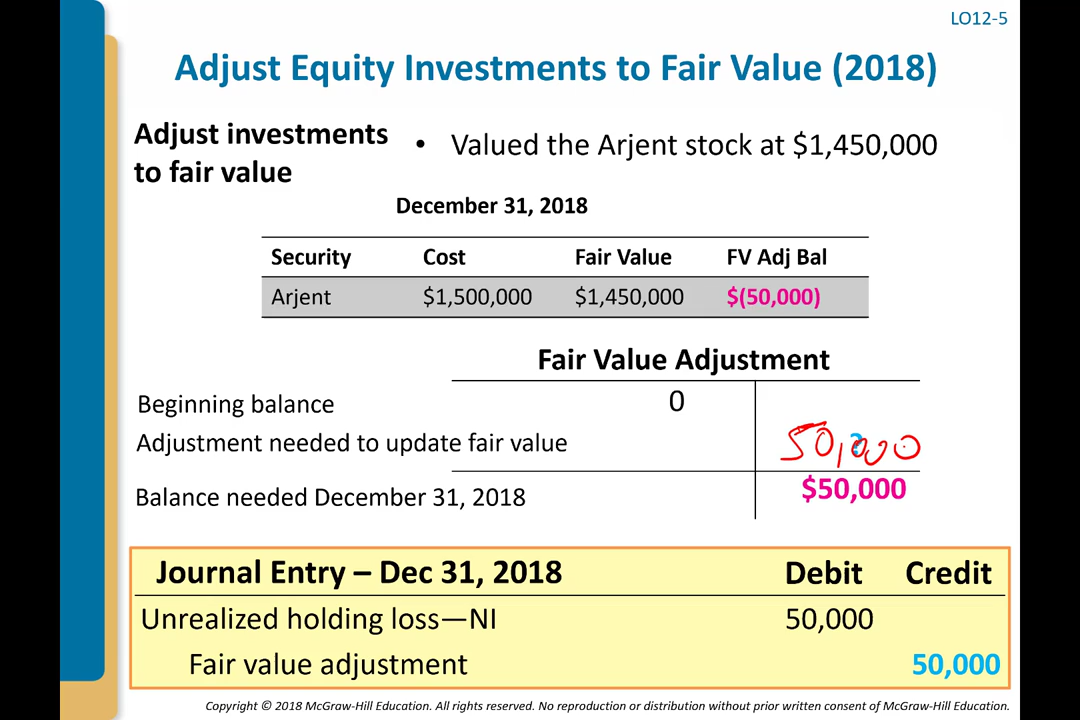 LO12-5
Adjust Equity Investments to Fair Value (2018)
Adjust investments
to fair value
• Valued the Arjent stock at $1,450,000
December 31, 2018
Security Cost Fair Value FV Adj Bal
Arjent $1,500,000 $1,450,000 $(50,000)
Fair Value Adjustment
Beginning balance 0
Adjustment needed to update fair value 50,000
Balance needed December 31, 2018 $50,000
Journal Entry – Dec 31, 2018 Debit Credit
Unrealized holding loss—NI 50,000
Fair value adjustment 50,000
Copyright © 2018 McGraw-Hill Education. All rights reserved. No reproduction or distribution without prior written consent of McGraw-Hill Education.